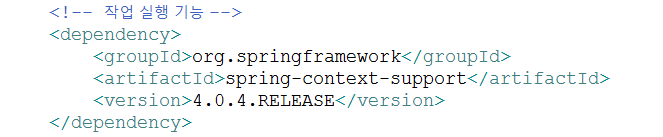 <!-- 작업 실행 기능 -->
<dependency>
<groupId>org.springframework</groupId>
<artifactId>spring-context-support</artifactId>
<version>4.0.4.RELEASE</version>
</dependency>